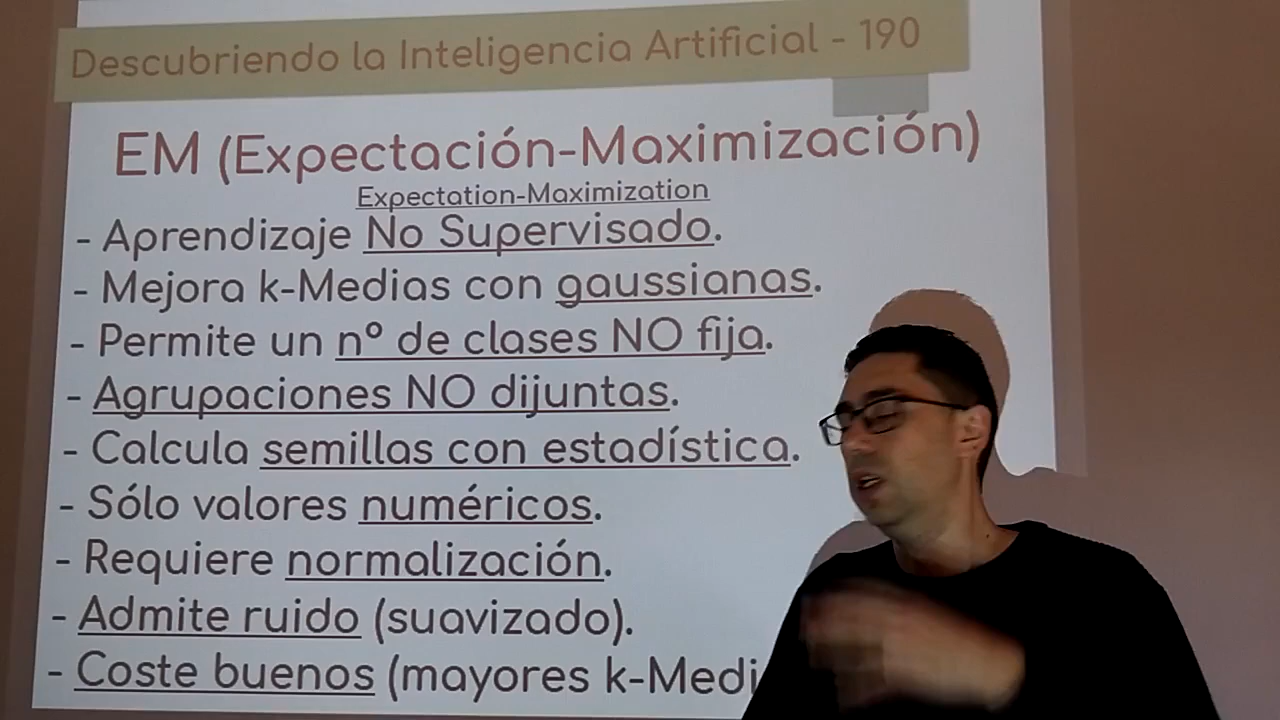 Descubriendo la Inteligencia Artificial - 190
EM (Expectación-Maximización)
Expectation-Maximization
- Aprendizaje No Supervisado.
- Mejora k-Medias con gaussianas.
- Permite un nº de clases NO fija.
- Agrupaciones NO dijuntas.
- Calcula semillas con estadística.
- Sólo valores numéricos.
- Requiere normalización.
- Admite ruido (suavizado).
- Coste buenos (mayores k-Medi